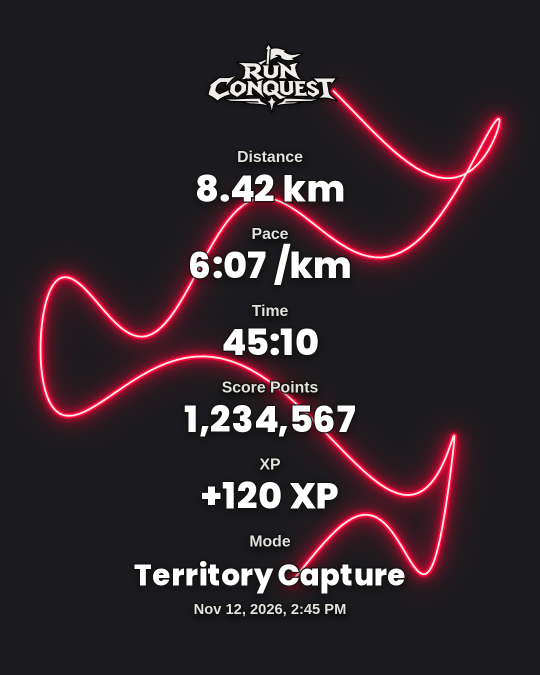 RUN
CONQUEST
Distance
8.42 km
Pace
6:07 /km
Time
45:10
Score Points
1,234,567
XP
+120 XP
Mode
Territory Capture
Nov 12, 2026, 2:45 PM